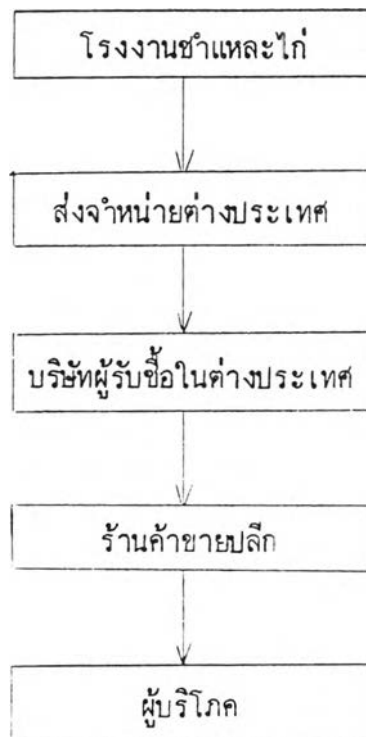 โรงงานชำแหละไก่
ส่งจำหน่ายต่างประเทศ
บริษัทผู้รับซื้อในต่างประเทศ
ร้านค้าขายปลีก
ผู้บริโภค